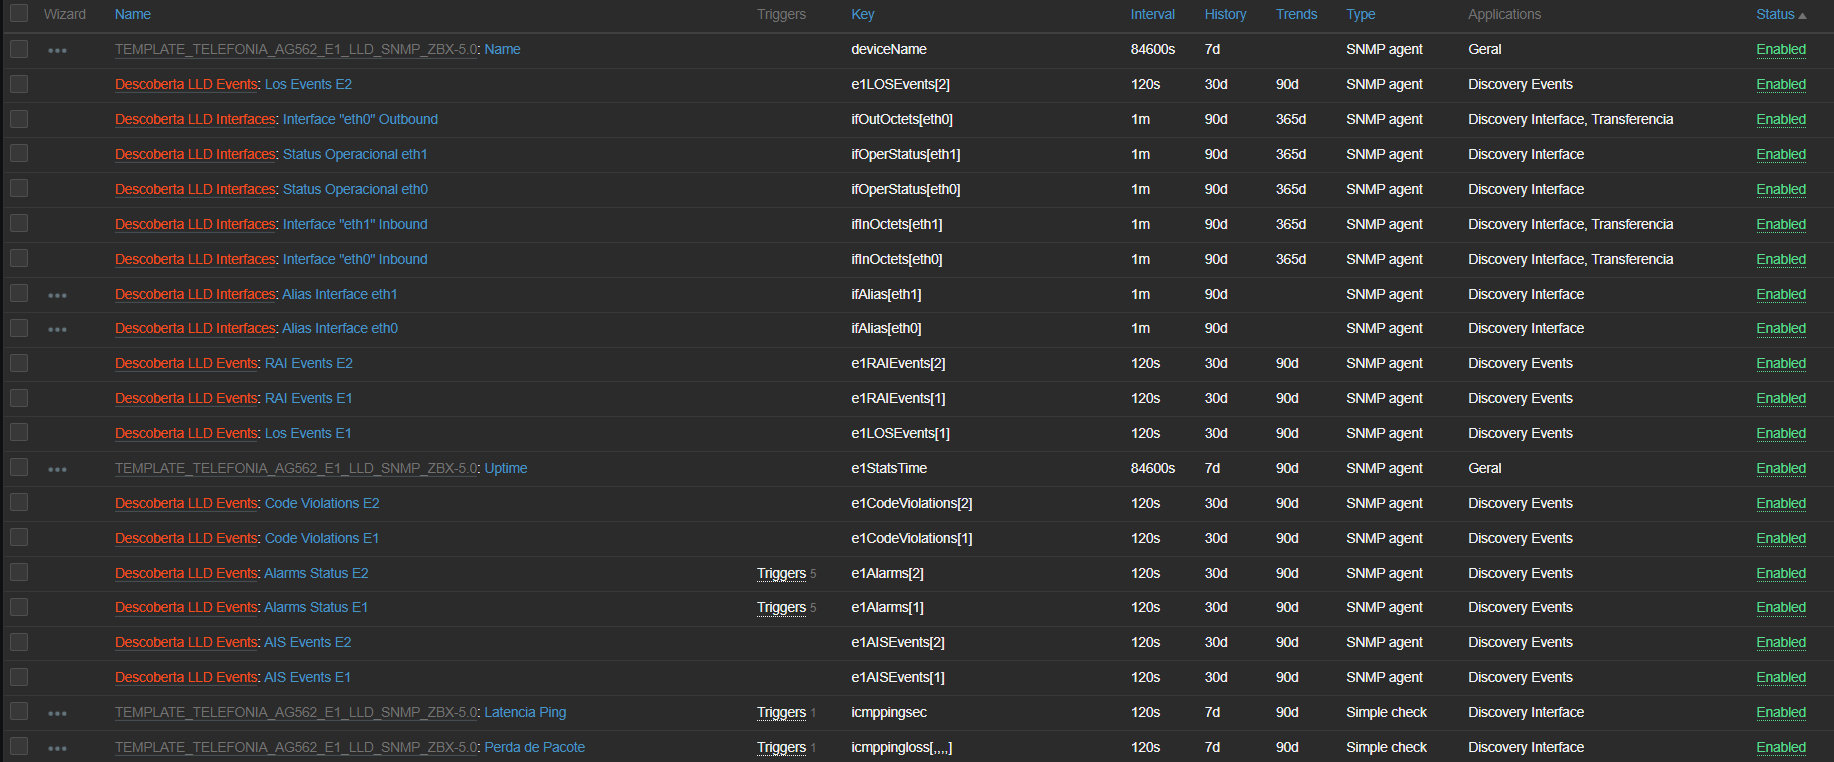 Wizard Name Triggers Key Interval History Trends Type Applications Status
TEMPLATE_TELEFONIA_AG562_E1_LLD_SNMP_ZBX-5.0: Name deviceName 84600s 7d SNMP agent Geral Enabled
Descoberta LLD Events: Los Events E2 e1LOSEvents[2] 120s 30d 90d SNMP agent Discovery Events Enabled
Descoberta LLD Interfaces: Interface "eth0" Outbound ifOutOctets[eth0] 1m 90d 365d SNMP agent Discovery Interface, Transferencia Enabled
Descoberta LLD Interfaces: Status Operacional eth1 ifOperStatus[eth1] 1m 90d 365d SNMP agent Discovery Interface Enabled
Descoberta LLD Interfaces: Status Operacional eth0 ifOperStatus[eth0] 1m 90d 365d SNMP agent Discovery Interface Enabled
Descoberta LLD Interfaces: Interface "eth1" Inbound ifInOctets[eth1] 1m 90d 365d SNMP agent Discovery Interface, Transferencia Enabled
Descoberta LLD Interfaces: Interface "eth0" Inbound ifInOctets[eth0] 1m 90d 365d SNMP agent Discovery Interface, Transferencia Enabled
Descoberta LLD Interfaces: Alias Interface eth1 ifAlias[eth1] 1m 90d SNMP agent Discovery Interface Enabled
Descoberta LLD Interfaces: Alias Interface eth0 ifAlias[eth0] 1m 90d SNMP agent Discovery Interface Enabled
Descoberta LLD Events: RAI Events E2 e1RAIEvents[2] 120s 30d 90d SNMP agent Discovery Events Enabled
Descoberta LLD Events: RAI Events E1 e1RAIEvents[1] 120s 30d 90d SNMP agent Discovery Events Enabled
Descoberta LLD Events: Los Events E1 e1LOSEvents[1] 120s 30d 90d SNMP agent Discovery Events Enabled
TEMPLATE_TELEFONIA_AG562_E1_LLD_SNMP_ZBX-5.0: Uptime e1StatsTime 84600s 7d 90d SNMP agent Geral Enabled
Descoberta LLD Events: Code Violations E2 e1CodeViolations[2] 120s 30d 90d SNMP agent Discovery Events Enabled
Descoberta LLD Events: Code Violations E1 e1CodeViolations[1] 120s 30d 90d SNMP agent Discovery Events Enabled
Descoberta LLD Events: Alarms Status E2 Triggers 5 e1Alarms[2] 120s 30d 90d SNMP agent Discovery Events Enabled
Descoberta LLD Events: Alarms Status E1 Triggers 5 e1Alarms[1] 120s 30d 90d SNMP agent Discovery Events Enabled
Descoberta LLD Events: AIS Events E2 e1AISEvents[2] 120s 30d 90d SNMP agent Discovery Events Enabled
Descoberta LLD Events: AIS Events E1 e1AISEvents[1] 120s 30d 90d SNMP agent Discovery Events Enabled
TEMPLATE_TELEFONIA_AG562_E1_LLD_SNMP_ZBX-5.0: Latencia Ping Triggers 1 icmppingsec 120s 7d 90d Simple check Discovery Interface Enabled
TEMPLATE_TELEFONIA_AG562_E1_LLD_SNMP_ZBX-5.0: Perda de Pacote Triggers 1 icmppingloss[,,,,] 120s 7d 90d Simple check Discovery Interface Enabled